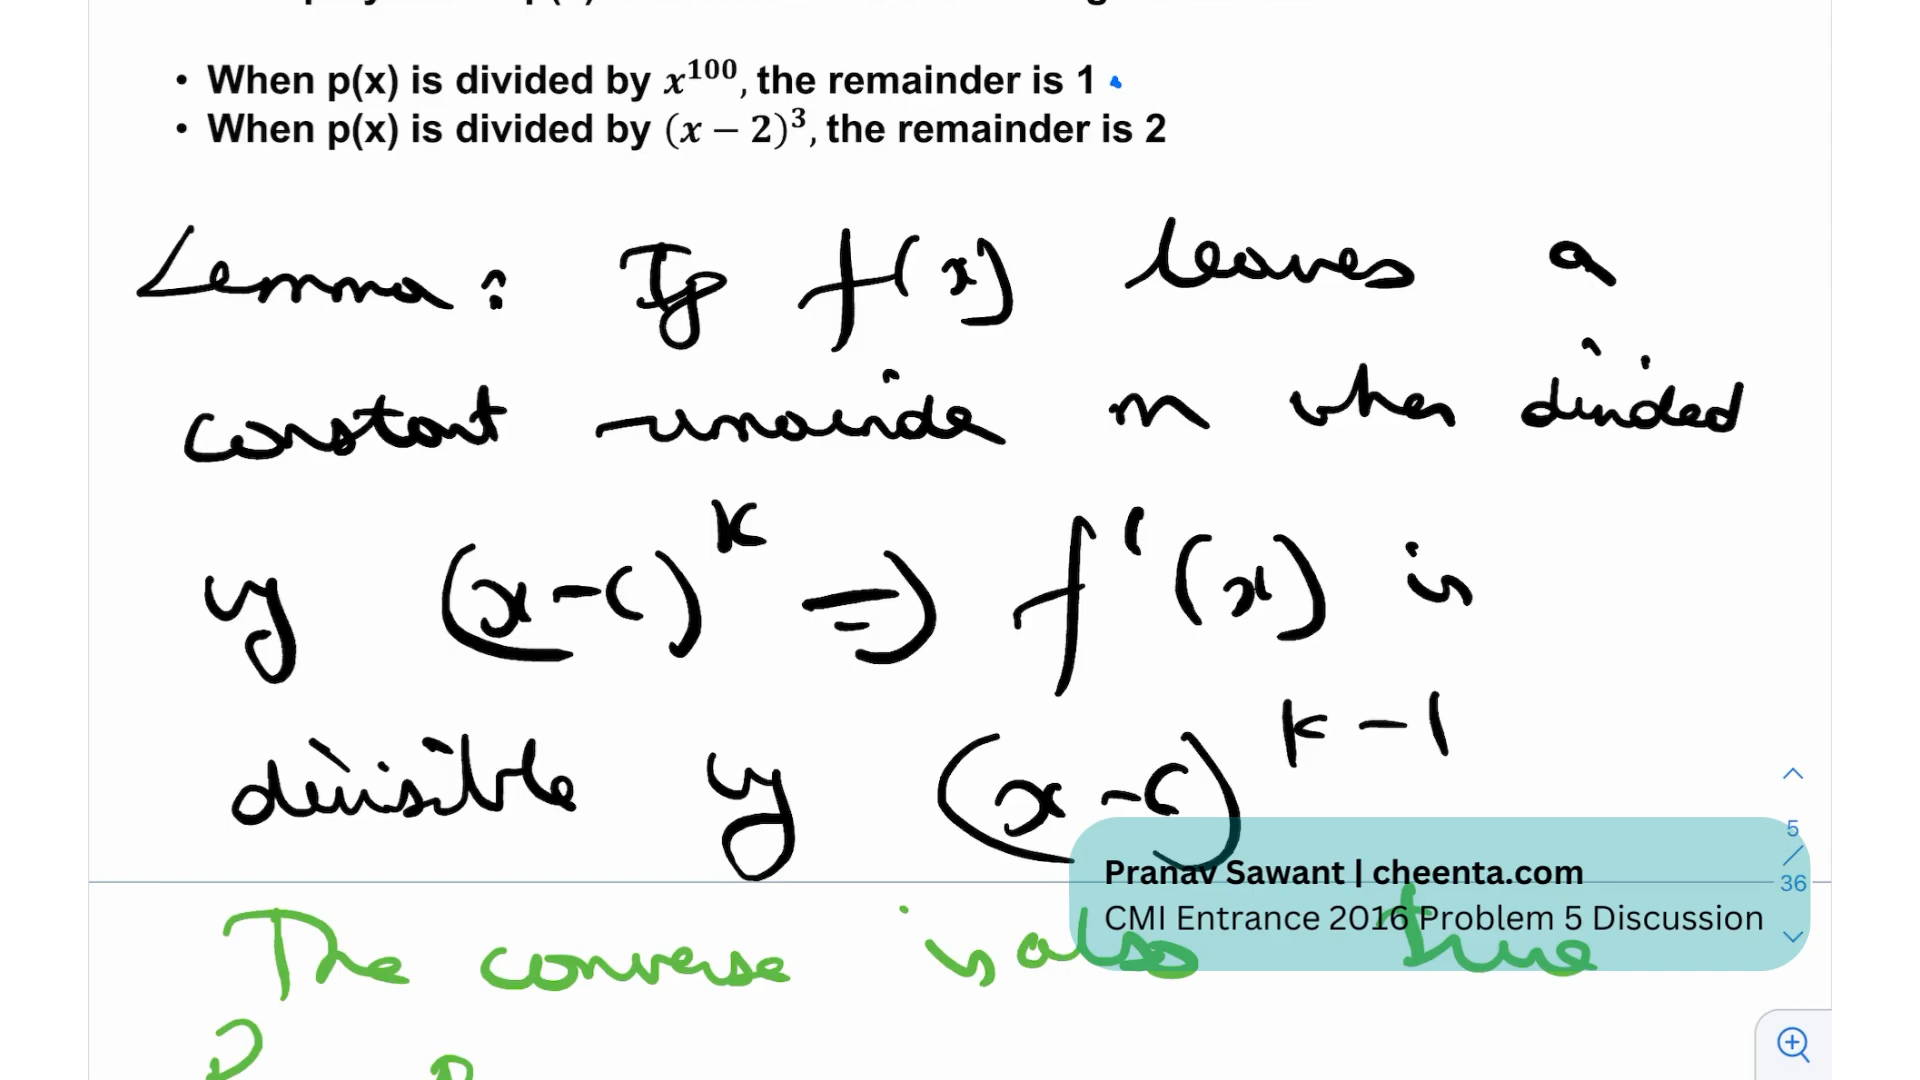 • When p(x) is divided by x¹⁰⁰, the remainder is 1
• When p(x) is divided by (x − 2)³, the remainder is 2
Lemma: If f(x) leaves a
constant remainder m when divided
by (x-c)^k ⇒ f'(x) is
divisible by (x-c)^{k-1}
5
/
36
Pranav Sawant | cheenta.com
CMI Entrance 2016 Problem 5 Discussion
The converse is also true